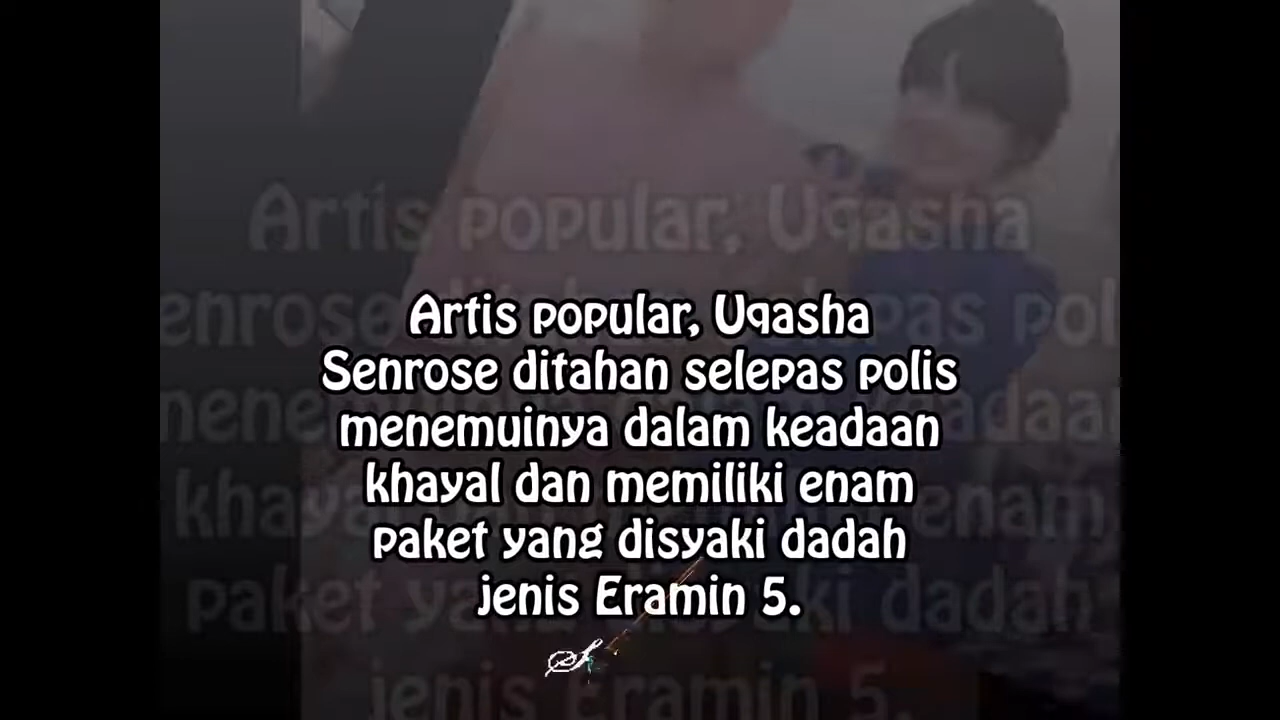 Artis popular, Uqasha
Senrose ditahan selepas polis
menemuinya dalam keadaan
khayal dan memiliki enam
paket yang disyaki dadah
jenis Eramin 5.